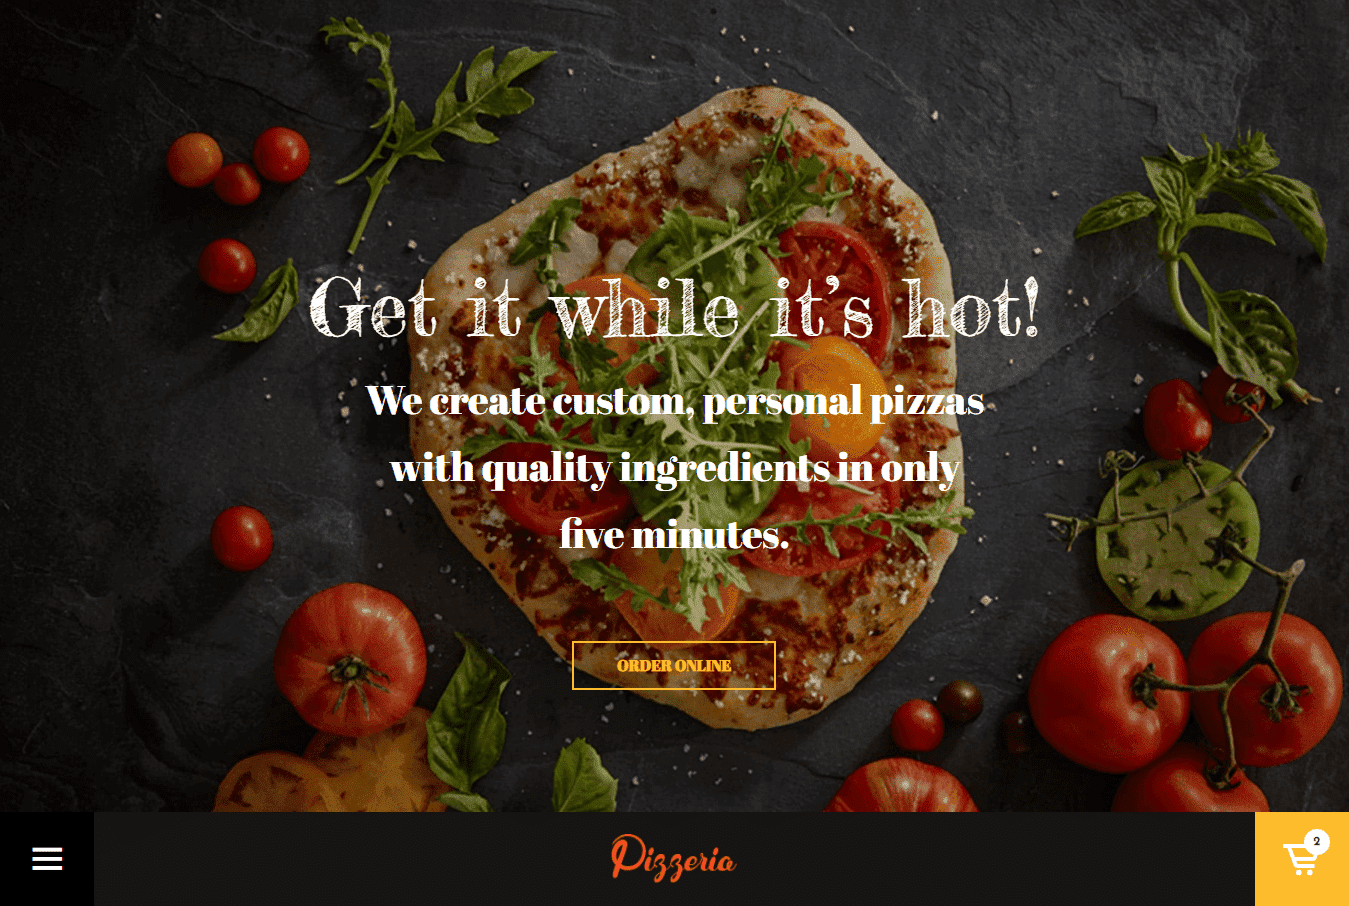 Get it while it's hot!
We create custom, personal pizzas
with quality ingredients in only
five minutes.
ORDER ONLINE
Pizzeria
2